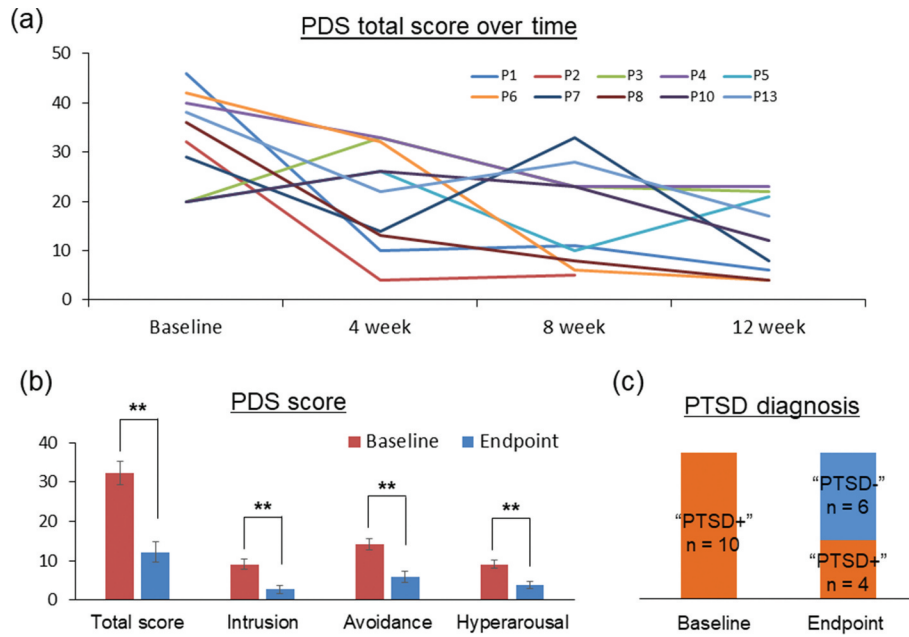 (a)
PDS total score over time
50
40
30
20
10
0
P1 P2 P3 P4 P5
P6 P7 P8 P10 P13
Baseline 4 week 8 week 12 week
(b)
PDS score
Baseline Endpoint
40
30
20
10
0
**
**
**
**
Total score Intrusion Avoidance Hyperarousal
(c)
PTSD diagnosis
“PTSD+”
n = 10
“PTSD-”
n = 6
“PTSD+”
n = 4
Baseline Endpoint